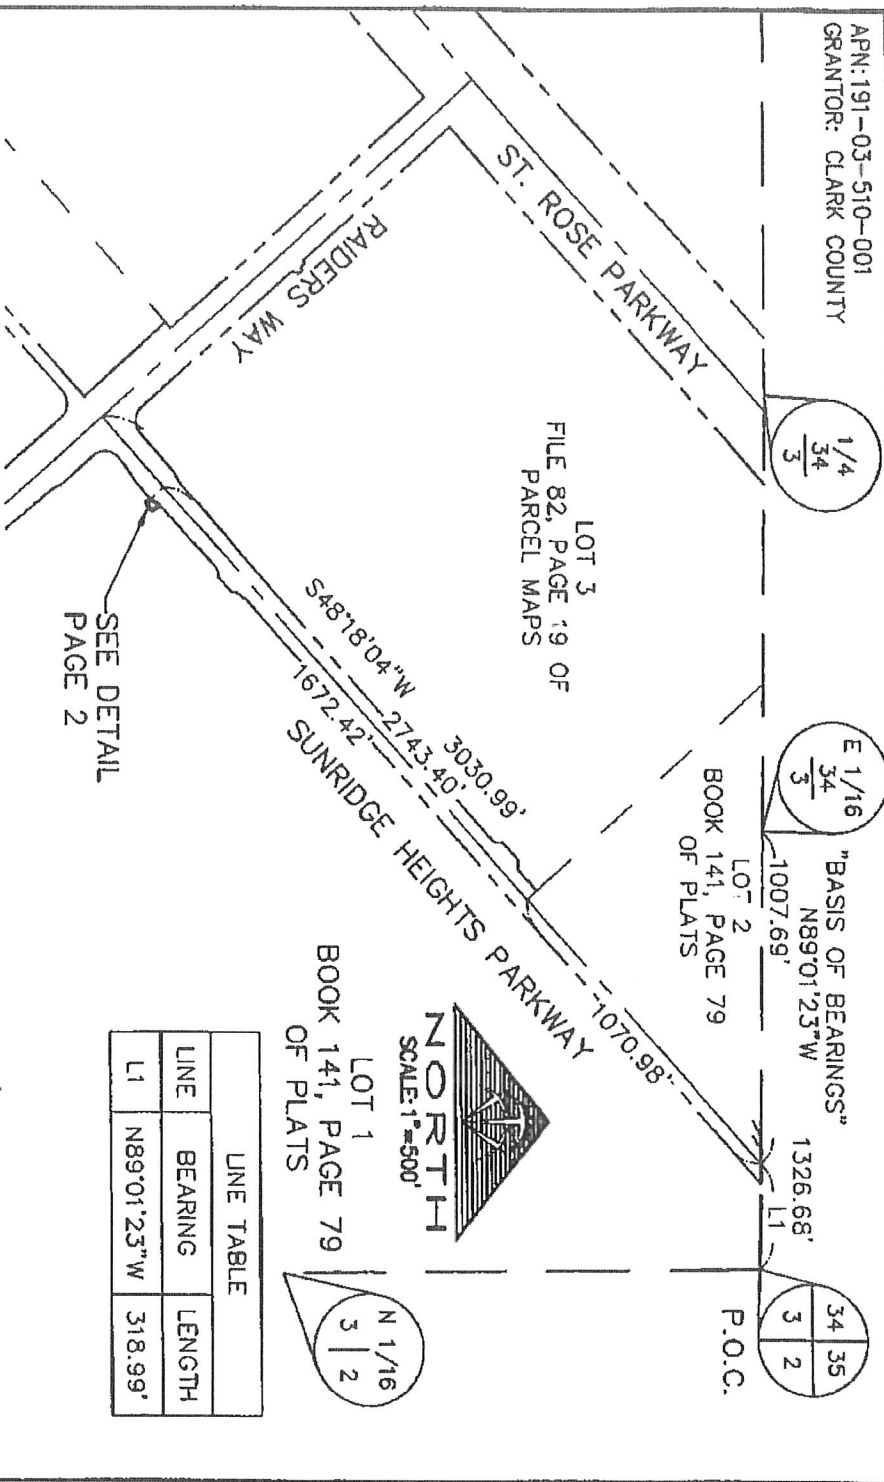 APN:191-03-510-001
GRANTOR: CLARK COUNTY
1/4
34
3
E 1/16
34
3
"BASIS OF BEARINGS"
N89°01'23"W
1007.69'
1326.68'
L1
34 35
3 2
P.O.C.
ST. ROSE PARKWAY
RAIDERS WAY
LOT 3
FILE 82, PAGE 19 OF
PARCEL MAPS
LOT 2
BOOK 141, PAGE 79
OF PLATS
3030.99'
S48°18'04"W
2743.40'
1672.42'
1070.98'
SUNRIDGE HEIGHTS PARKWAY
SEE DETAIL
PAGE 2
NORTH
SCALE:1"=500'
LOT 1
BOOK 141, PAGE 79
OF PLATS
N 1/16
3 2
LINE TABLE
LINE BEARING LENGTH
L1 N89°01'23"W 318.99'